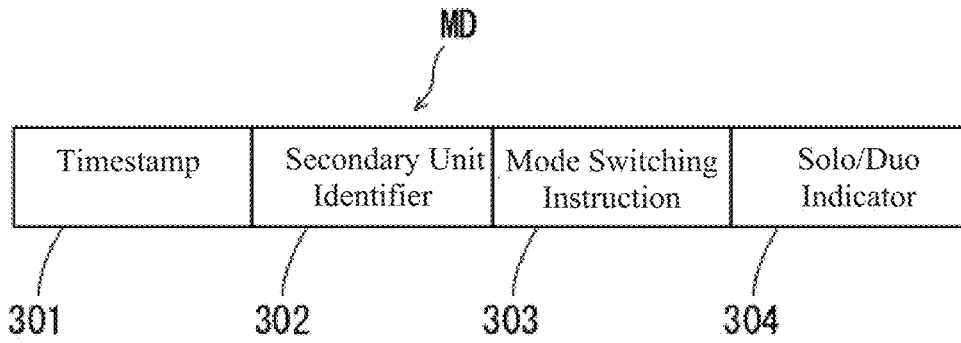 MD
Timestamp
Secondary Unit Identifier
Mode Switching Instruction
Solo/Duo Indicator
301
302
303
304